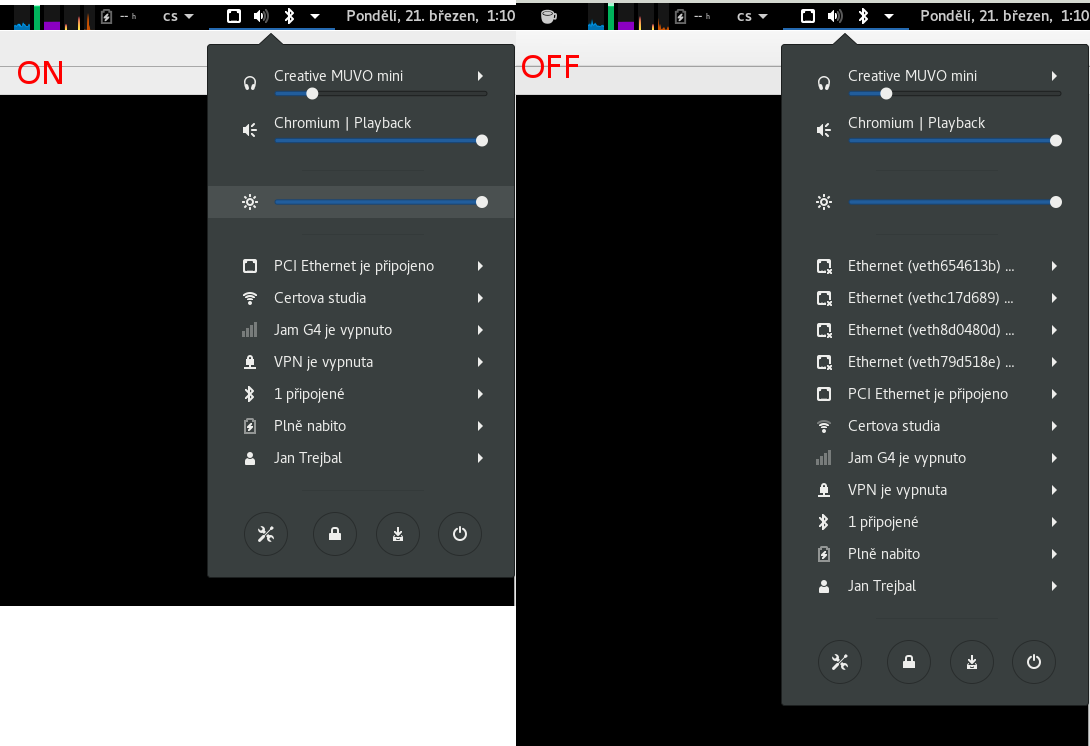 -- h
cs
Pondělí, 21. březen, 1:10
ON
Creative MUVO mini
Chromium | Playback
PCI Ethernet je připojeno
Certova studia
Jam G4 je vypnuto
VPN je vypnuta
1 připojené
Plně nabito
Jan Trejbal
-- h
cs
Pondělí, 21. březen, 1:10
OFF
Creative MUVO mini
Chromium | Playback
Ethernet (veth654613b) ...
Ethernet (vethc17d689) ...
Ethernet (veth8d0480d) ...
Ethernet (veth79d518e) ...
PCI Ethernet je připojeno
Certova studia
Jam G4 je vypnuto
VPN je vypnuta
1 připojené
Plně nabito
Jan Trejbal